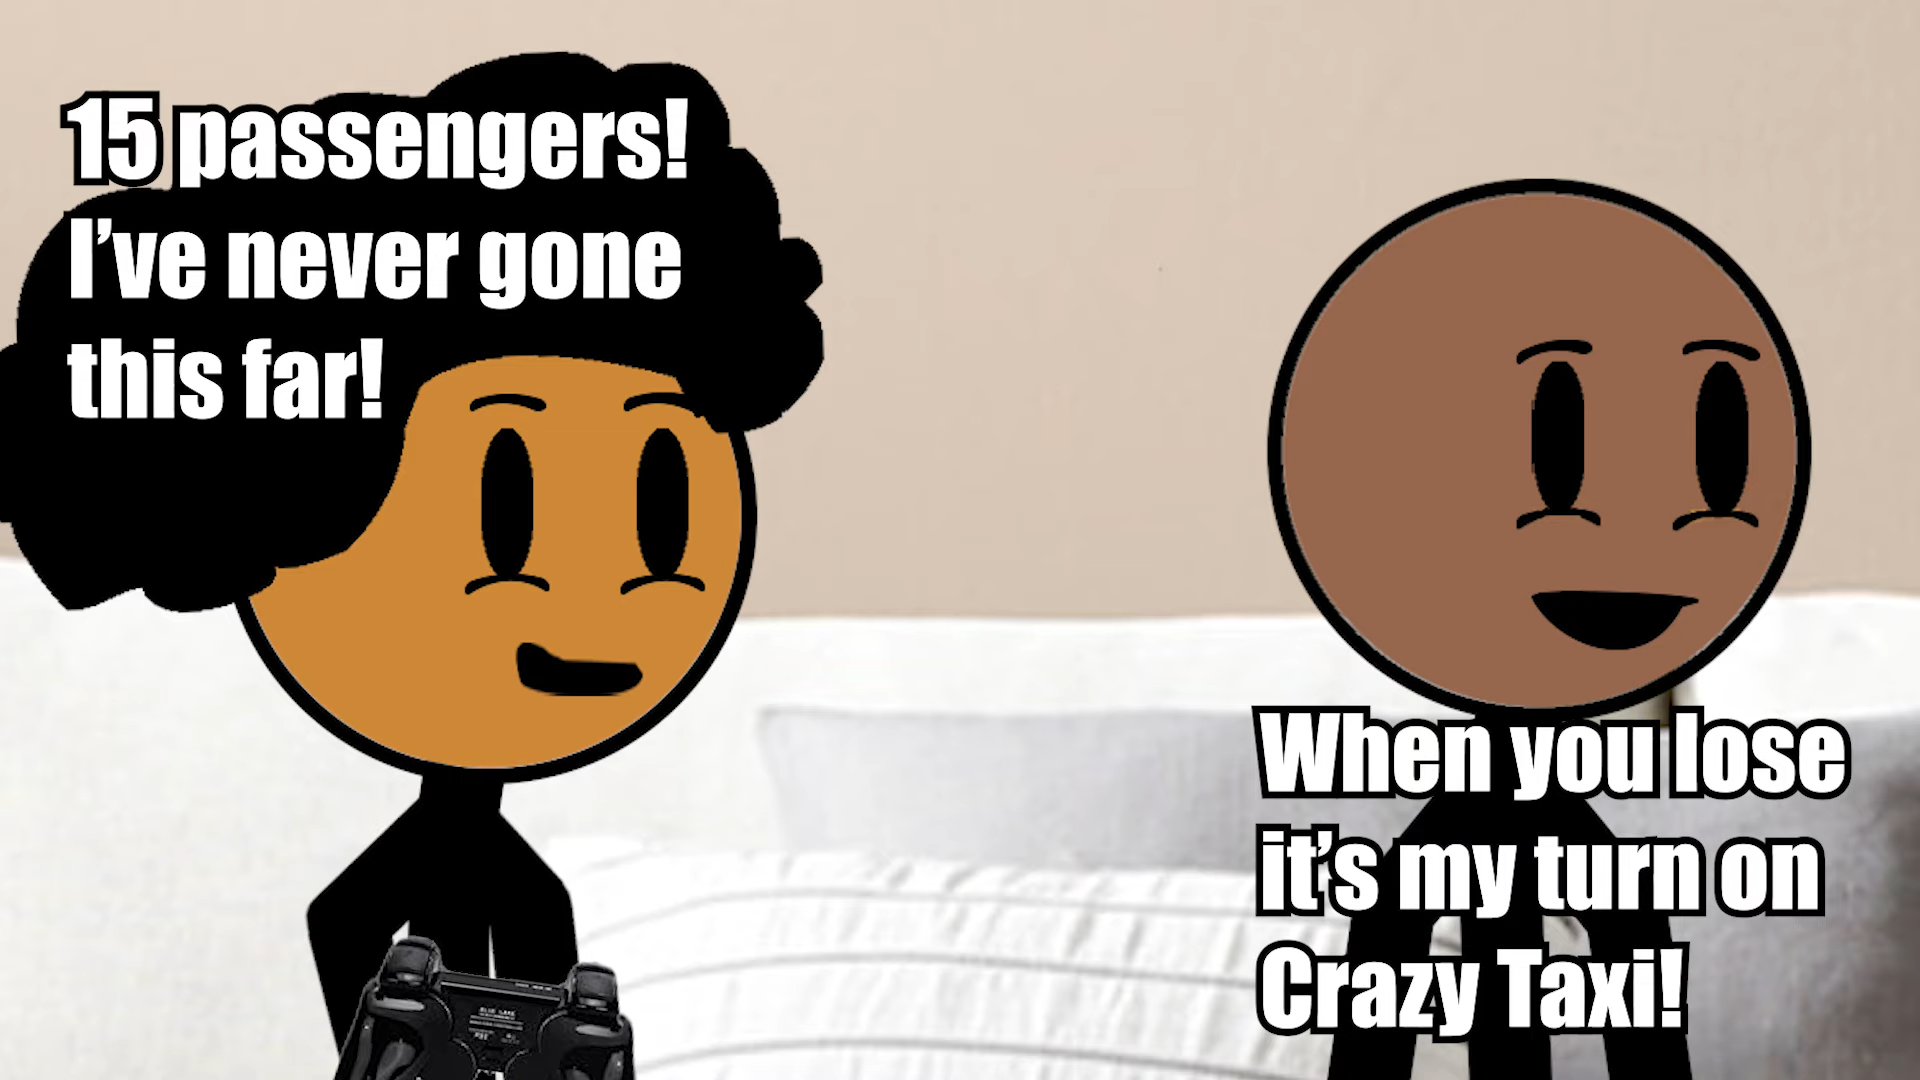 15 passengers!
I've never gone
this far!
When you lose
it's my turn on
Crazy Taxi!